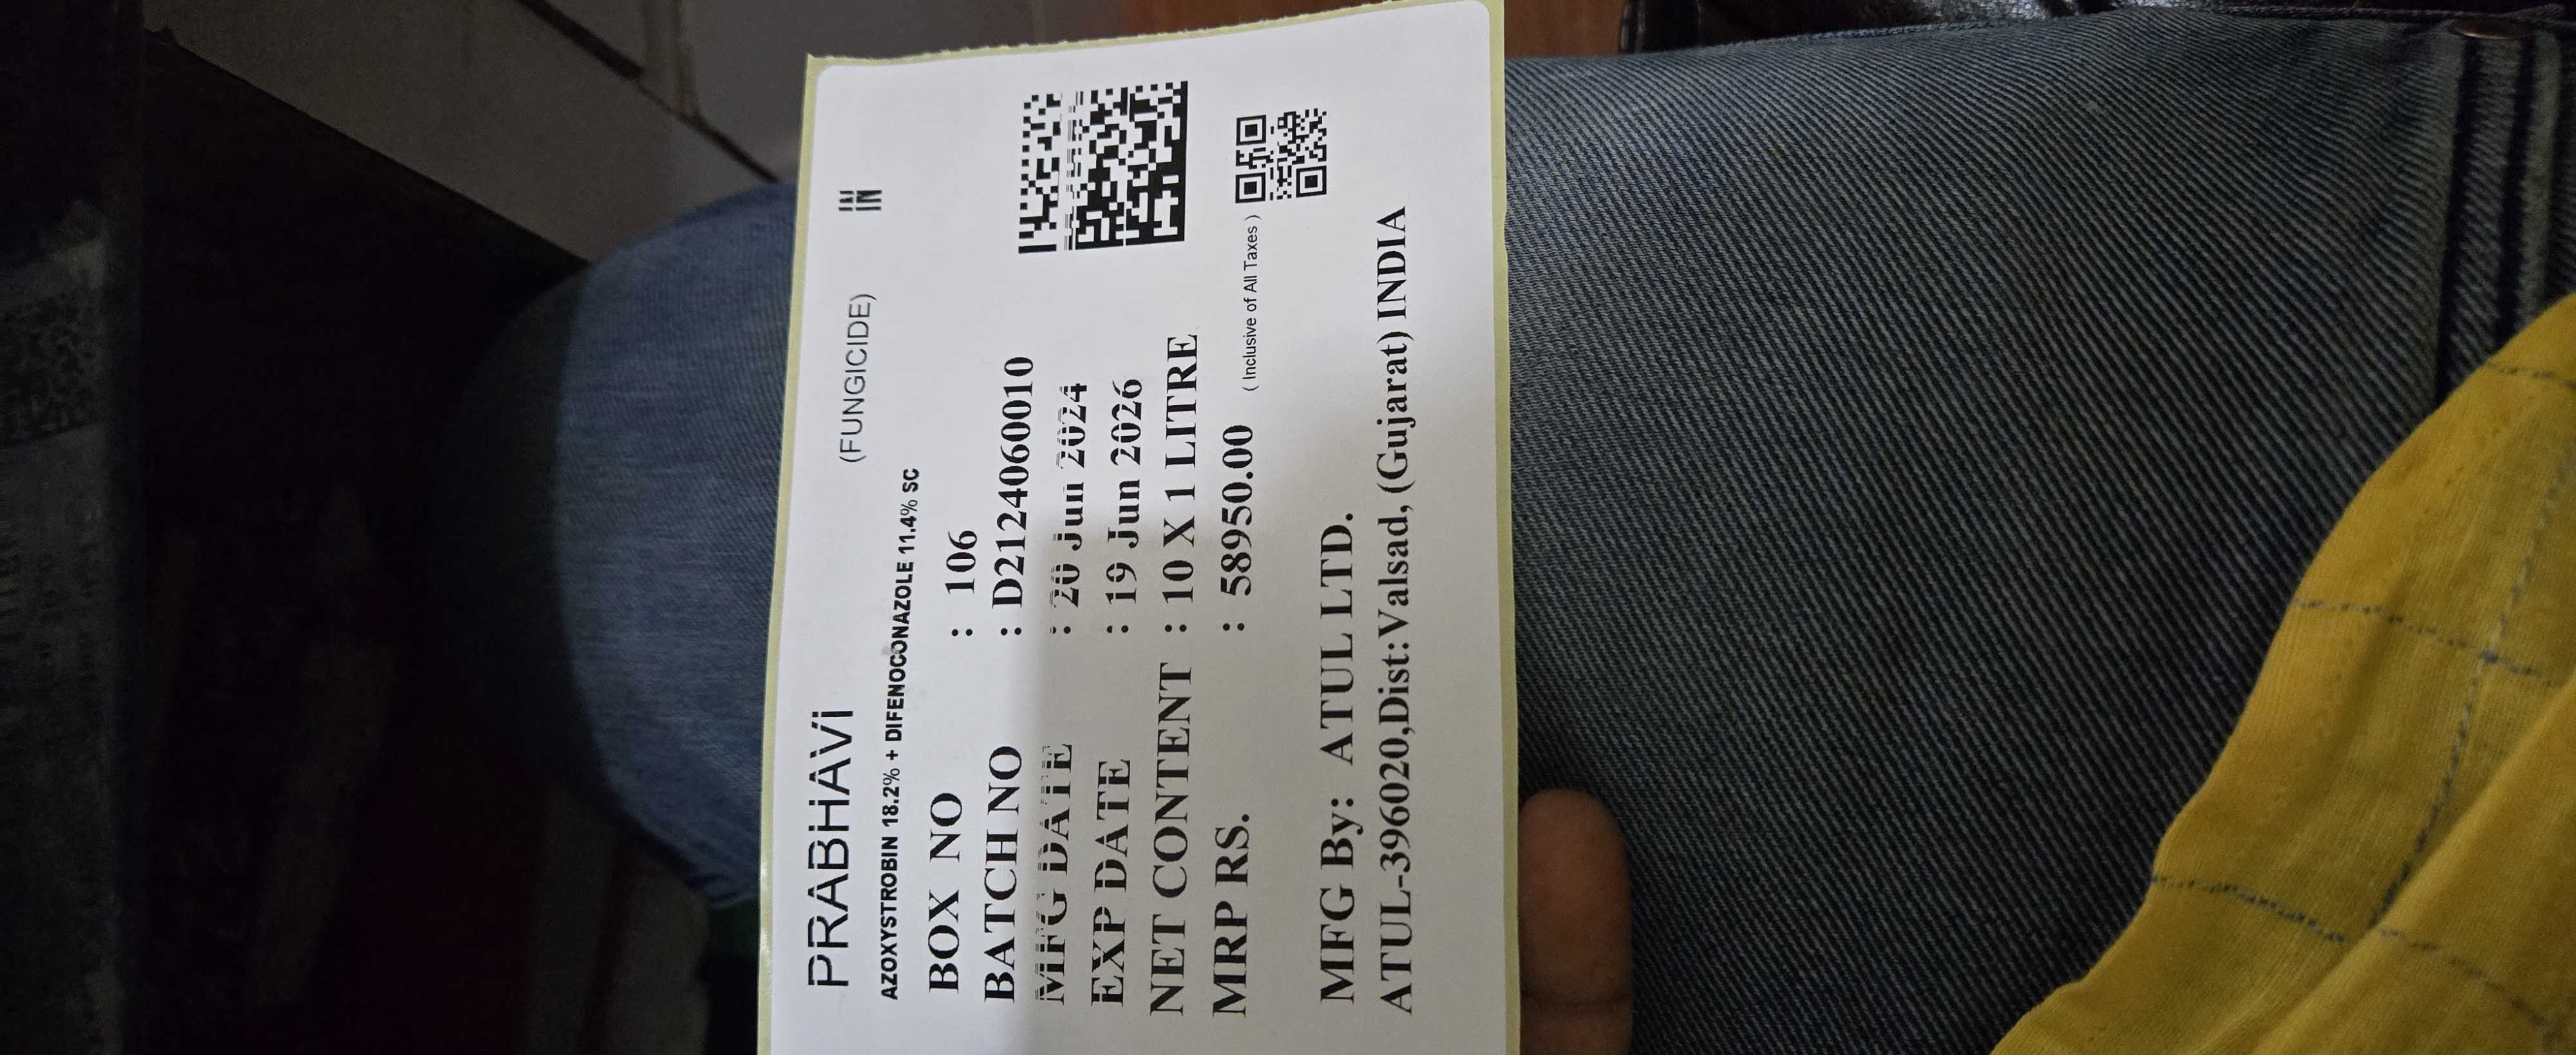 PRABHAVI (FUNGICIDE) IN
AZOXYSTROBIN 18.2% + DIFENOCONAZOLE 11.4% SC
BOX NO : 106
BATCH NO : D2124060010
MFG DATE : 20 Jun 2024
EXP DATE : 19 Jun 2026
NET CONTENT : 10 X 1 LITRE
MRP RS. : 58950.00 ( Inclusive of All Taxes )
MFG By: ATUL LTD.
ATUL-396020,Dist:Valsad, (Gujarat) INDIA